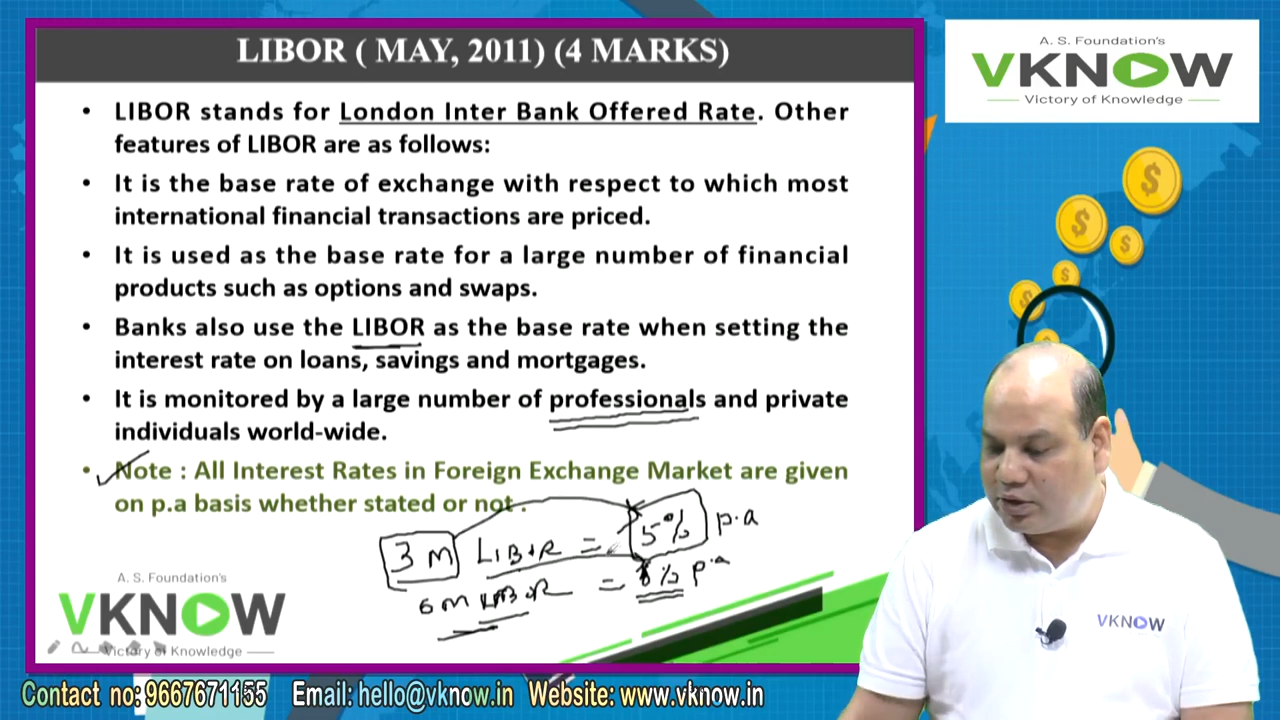 LIBOR ( MAY, 2011) (4 MARKS)
A. S. Foundation's
VKNOW
Victory of Knowledge
• LIBOR stands for London Inter Bank Offered Rate. Other
features of LIBOR are as follows:
• It is the base rate of exchange with respect to which most
international financial transactions are priced.
• It is used as the base rate for a large number of financial
products such as options and swaps.
• Banks also use the LIBOR as the base rate when setting the
interest rate on loans, savings and mortgages.
• It is monitored by a large number of professionals and private
individuals world-wide.
• Note : All Interest Rates in Foreign Exchange Market are given
on p.a basis whether stated or not .
3 m LIBOR = 5% p.a
6 m LIBOR = % p.a
A. S. Foundation's
VKNOW
Victory of Knowledge
VKNOW
Contact no: 9667671155 Email: hello@vknow.in Website: www.vknow.in